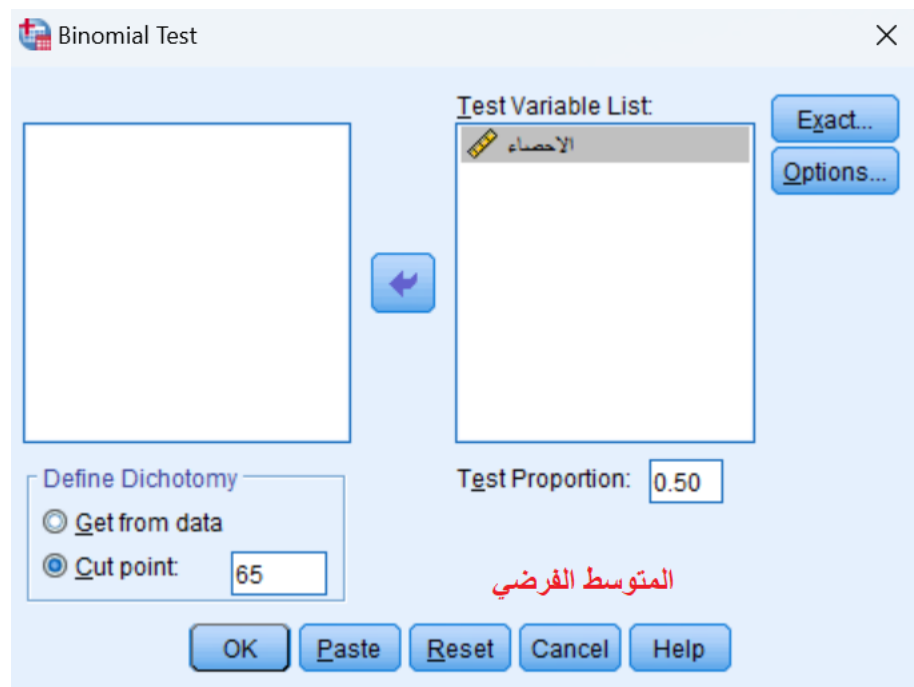 Binomial Test
Test Variable List:
الاحصاء
Exact...
Options...
Define Dichotomy
Get from data
Cut point: 65
Test Proportion: 0.50
المتوسط الفرضي
OK Paste Reset Cancel Help